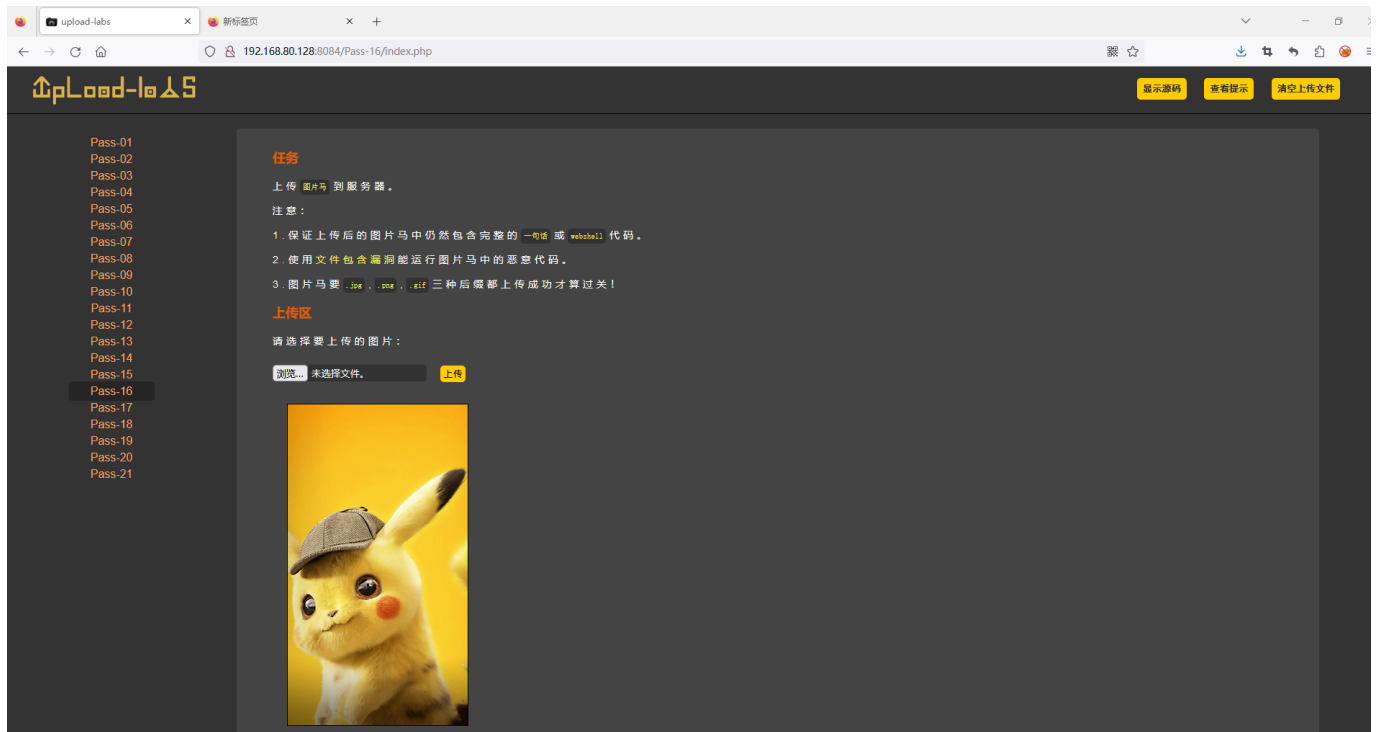 upload-labs
新标签页
192.168.80.128:8084/Pass-16/index.php
UpLoad-labS
显示源码
查看提示
清空上传文件
Pass-01
Pass-02
Pass-03
Pass-04
Pass-05
Pass-06
Pass-07
Pass-08
Pass-09
Pass-10
Pass-11
Pass-12
Pass-13
Pass-14
Pass-15
Pass-16
Pass-17
Pass-18
Pass-19
Pass-20
Pass-21
任务
上传 图片马 到服务器。
注意：
1.保证上传后的图片马中仍然包含完整的 一句话 或 webshell 代码。
2.使用文件包含漏洞能运行图片马中的恶意代码。
3.图片马要 .jpg , .png , .gif 三种后缀都上传成功才算过关！
上传区
请选择要上传的图片：
浏览... 未选择文件。 上传